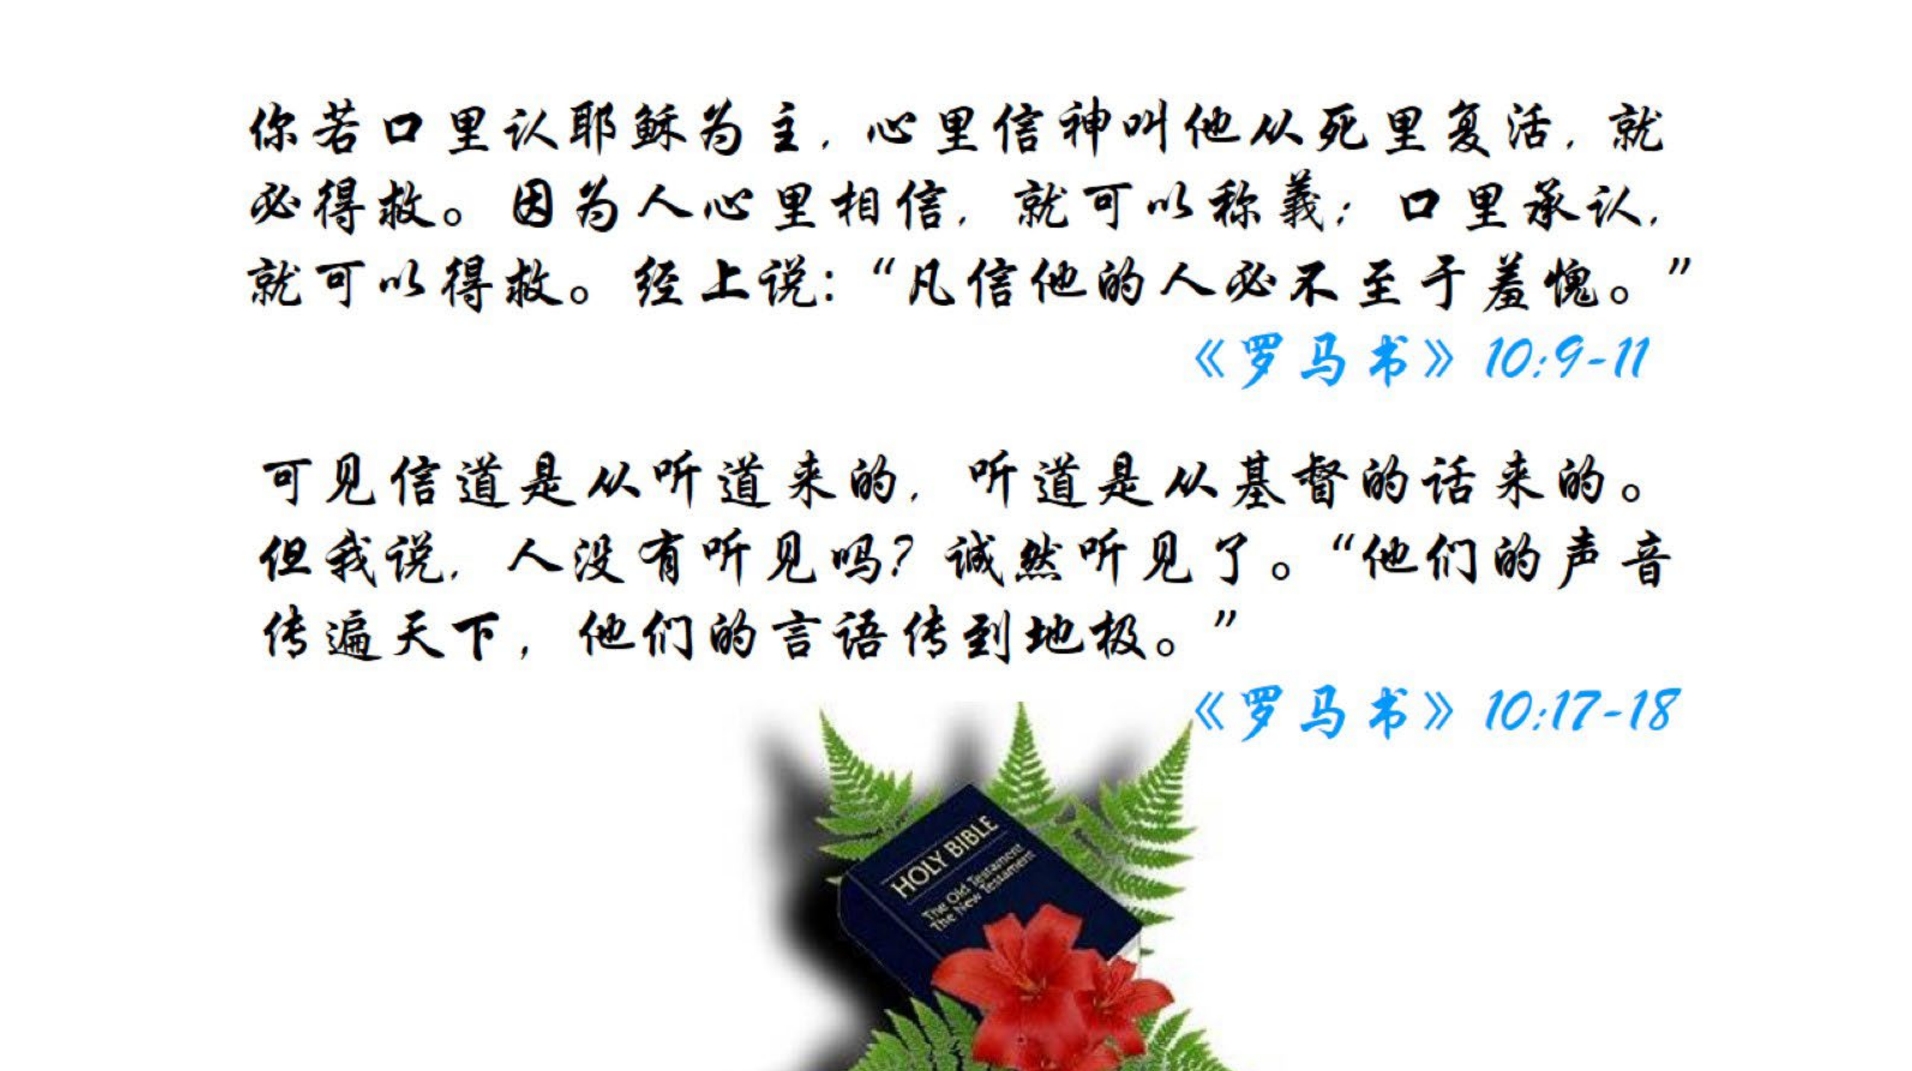 你若口里认耶稣为主，心里信神叫他从死里复活，就
必得救。因为人心里相信，就可以称義；口里承认，
就可以得救。经上说：“凡信他的人必不至于羞愧。”
《罗马书》10:9-11
可见信道是从听道来的，听道是从基督的话来的。
但我说，人没有听见吗？诚然听见了。“他们的声音
传遍天下，他们的言语传到地极。”
《罗马书》10:17-18
HOLY BIBLE
The Old Testament
The New Testament